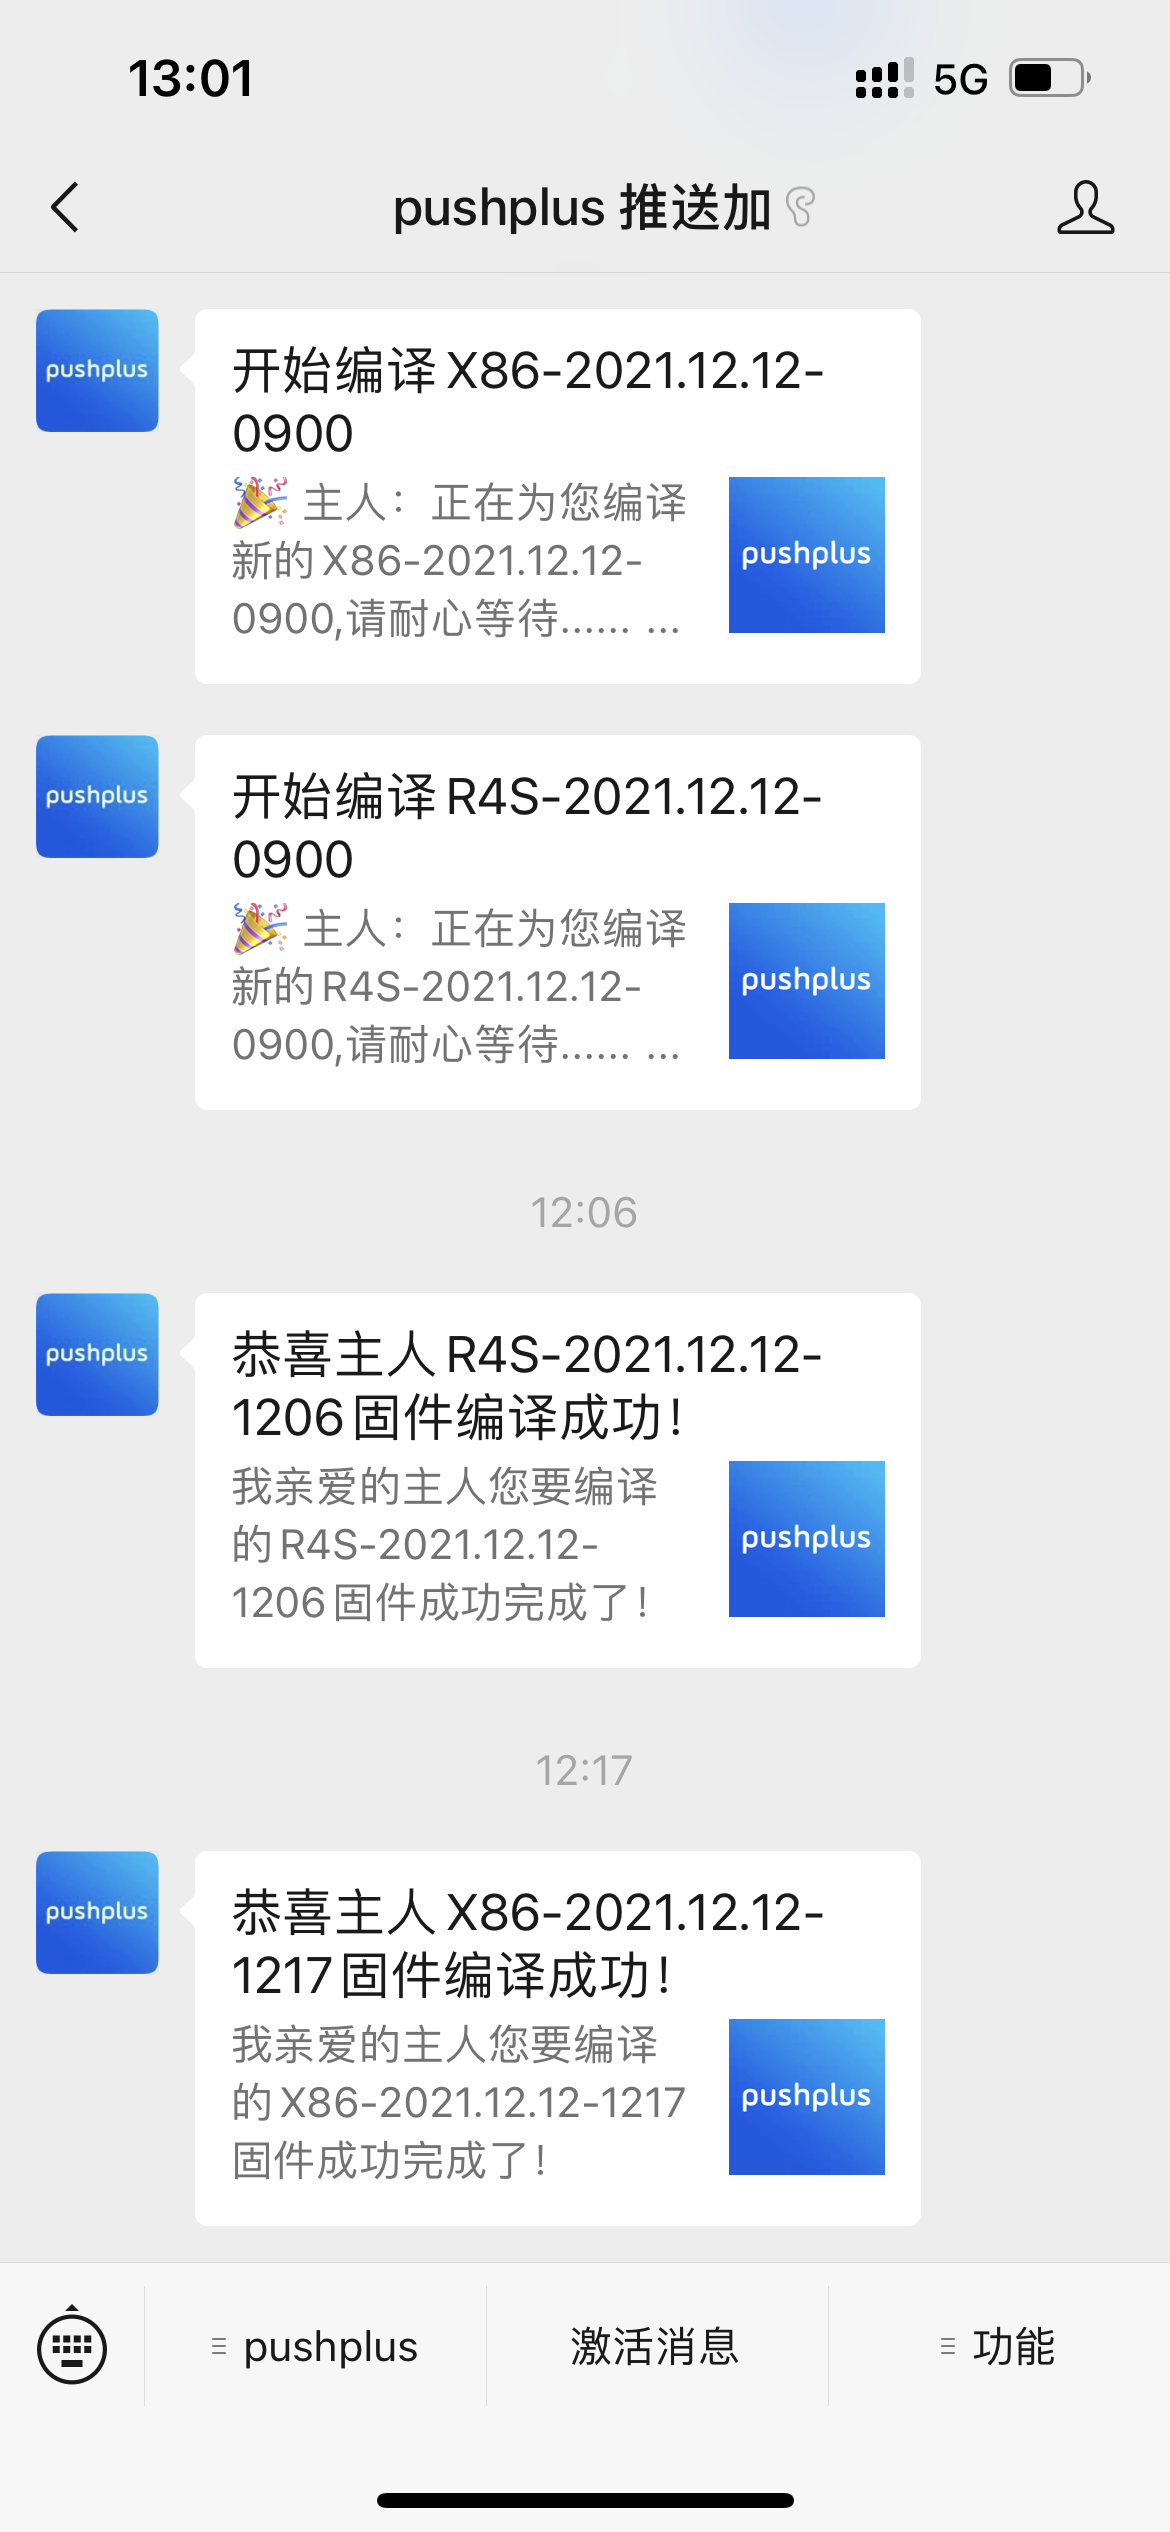 13:01
5G
pushplus 推送加
pushplus
开始编译 X86-2021.12.12-
0900
🎉 主人：正在为您编译
新的 X86-2021.12.12-
0900,请耐心等待...... ...
pushplus
pushplus
开始编译 R4S-2021.12.12-
0900
🎉 主人：正在为您编译
新的 R4S-2021.12.12-
0900,请耐心等待...... ...
pushplus
12:06
pushplus
恭喜主人 R4S-2021.12.12-
1206 固件编译成功！
我亲爱的主人您要编译
的 R4S-2021.12.12-
1206 固件成功完成了！
pushplus
12:17
pushplus
恭喜主人 X86-2021.12.12-
1217 固件编译成功！
我亲爱的主人您要编译
的 X86-2021.12.12-1217
固件成功完成了！
pushplus
pushplus
激活消息
功能